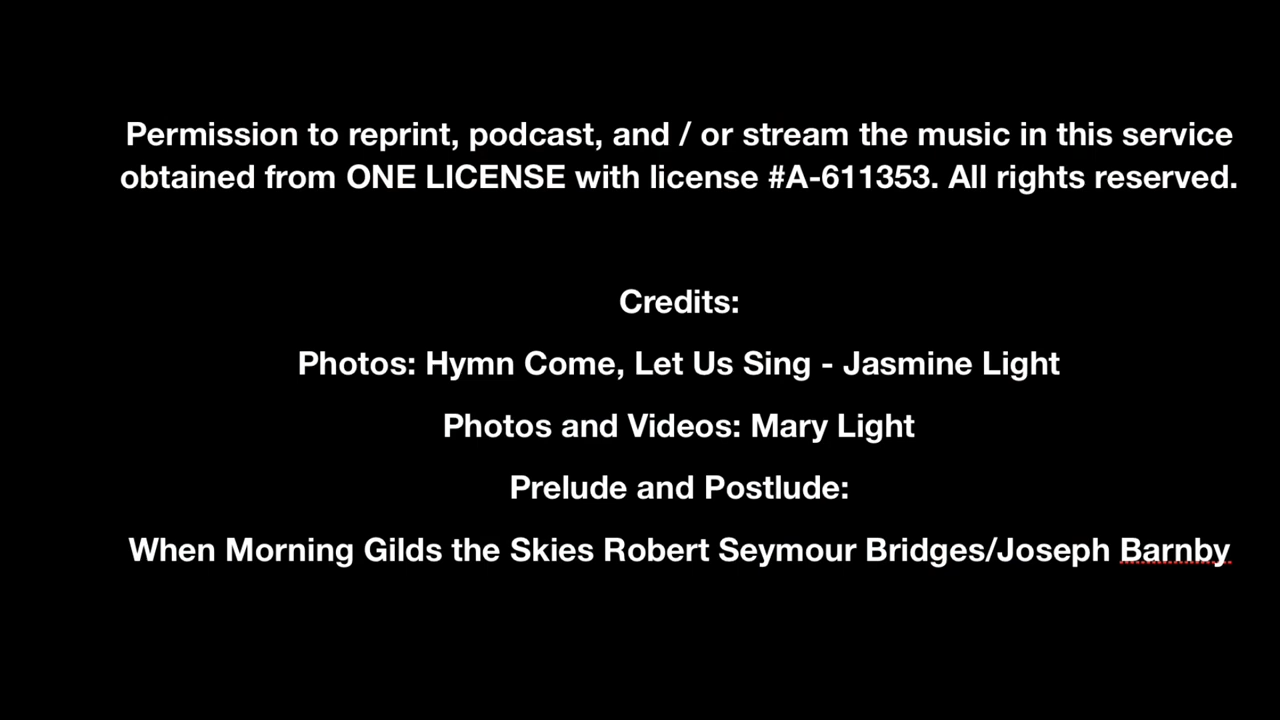 Permission to reprint, podcast, and / or stream the music in this service
obtained from ONE LICENSE with license #A-611353. All rights reserved.
Credits:
Photos: Hymn Come, Let Us Sing - Jasmine Light
Photos and Videos: Mary Light
Prelude and Postlude:
When Morning Gilds the Skies Robert Seymour Bridges/Joseph Barnby